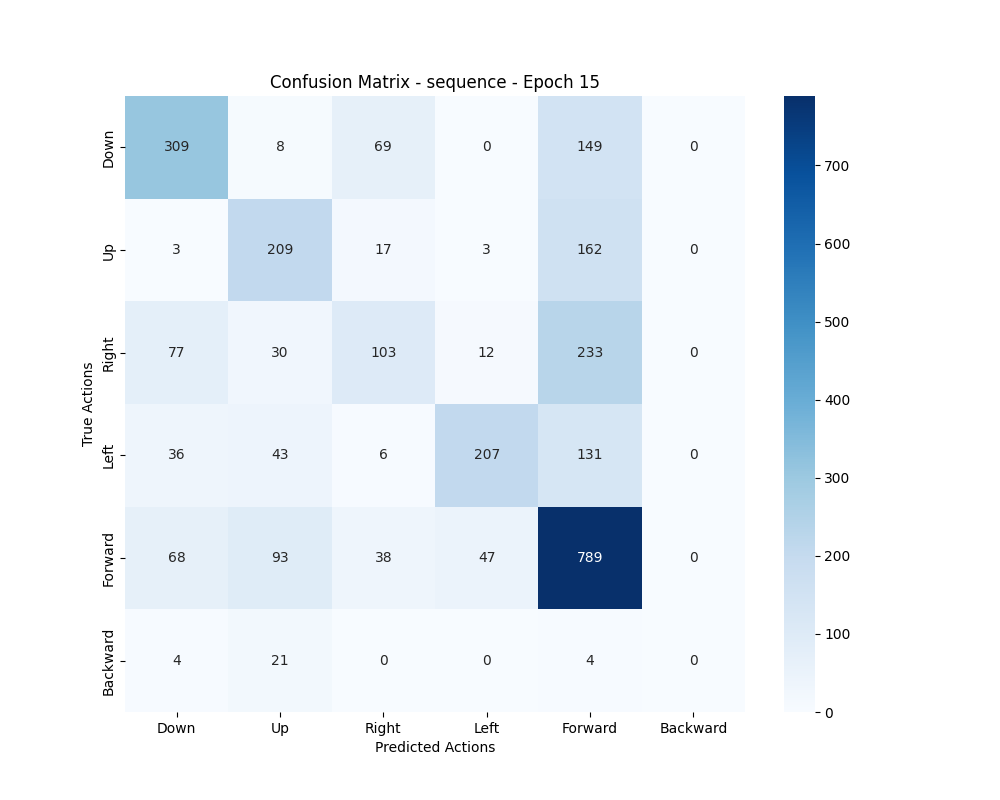 Confusion Matrix - sequence - Epoch 15
True Actions
Down 309 8 69 0 149 0
Up 3 209 17 3 162 0
Right 77 30 103 12 233 0
Left 36 43 6 207 131 0
Forward 68 93 38 47 789 0
Backward 4 21 0 0 4 0
Down Up Right Left Forward Backward
Predicted Actions
700
600
500
400
300
200
100
0